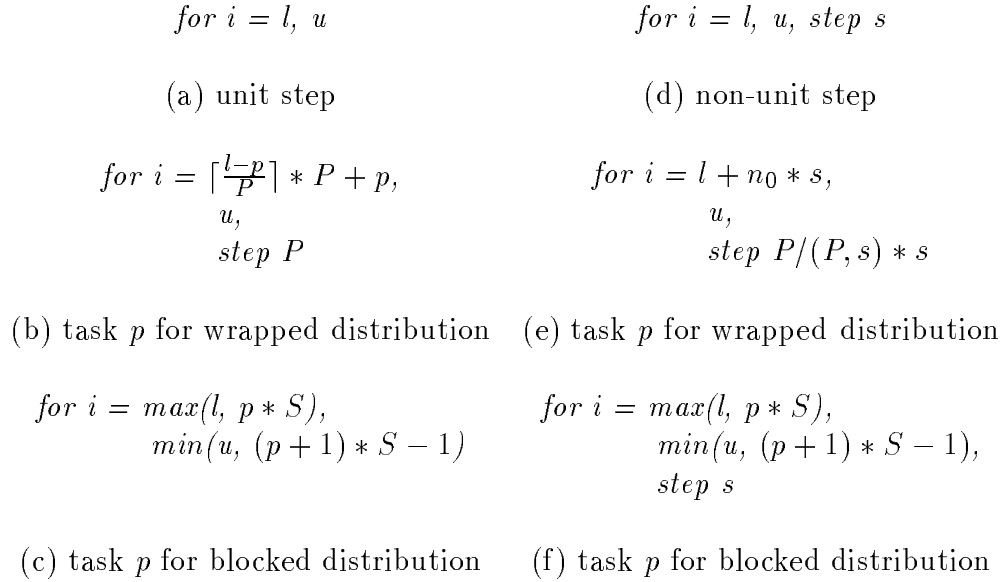 for i = l, u
(a) unit step
for i = ⌈\frac{l−p}{P}⌉ ∗ P + p,
u,
step P
(b) task p for wrapped distribution
for i = max(l, p ∗ S),
min(u, (p + 1) ∗ S − 1)
(c) task p for blocked distribution
for i = l, u, step s
(d) non-unit step
for i = l + n₀ ∗ s,
u,
step P/(P, s) ∗ s
(e) task p for wrapped distribution
for i = max(l, p ∗ S),
min(u, (p + 1) ∗ S − 1),
step s
(f) task p for blocked distribution